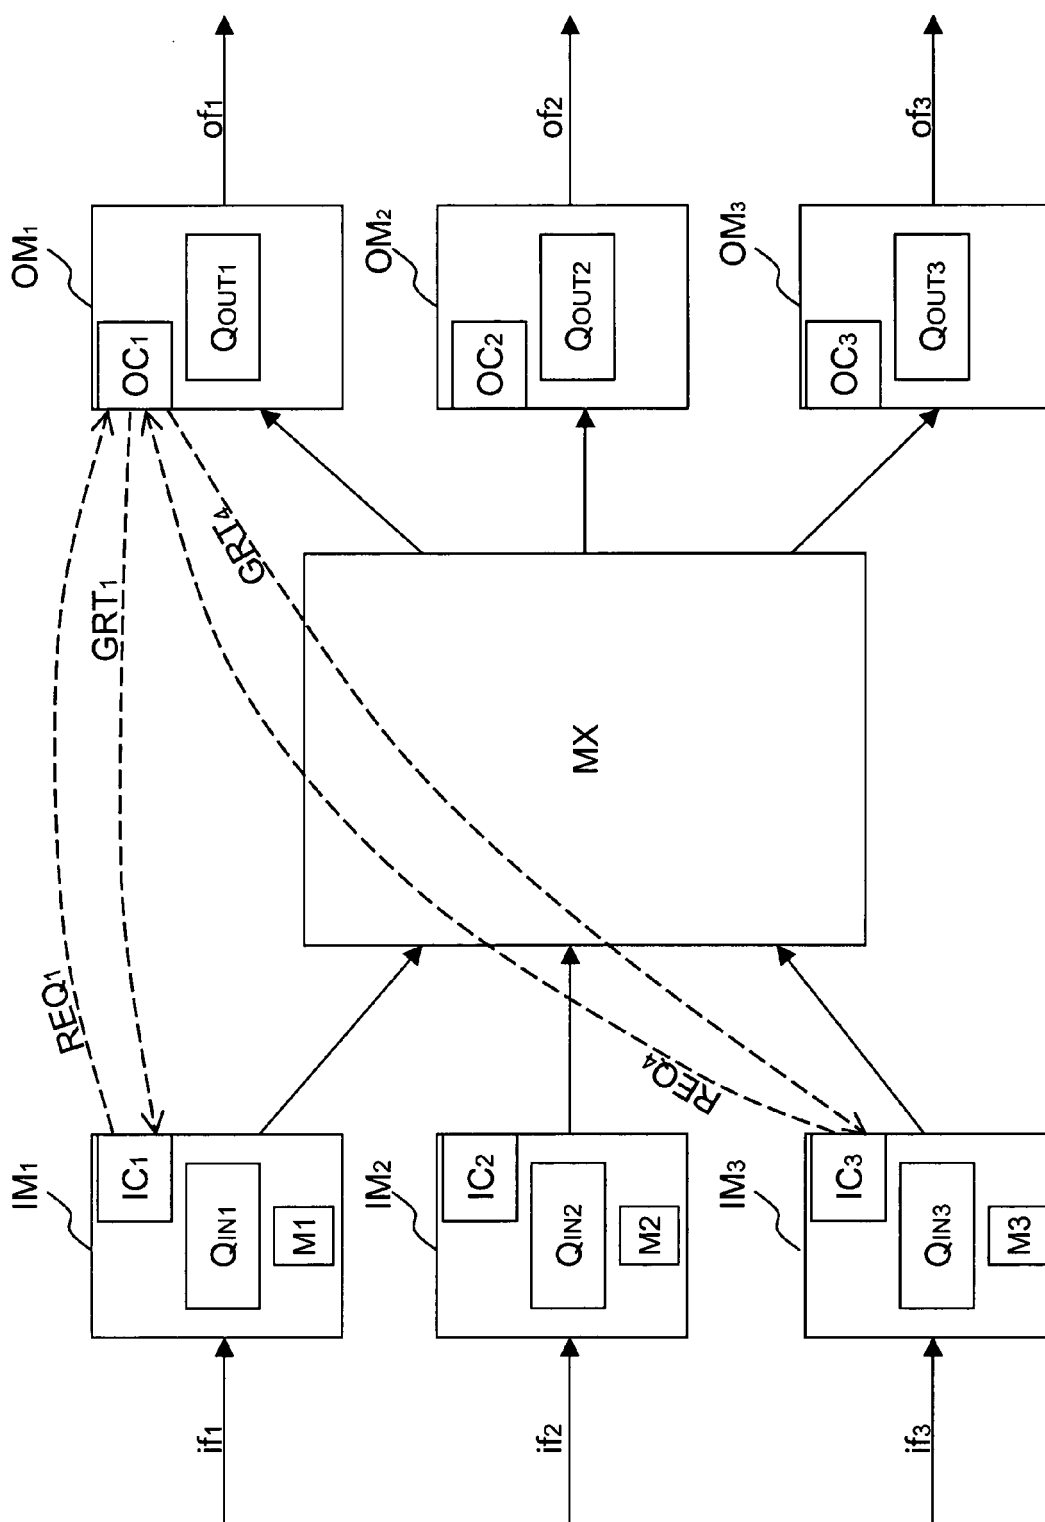 IM1
OM1
REQ1
GRT1
IC1
OC1
if1
QIN1
QOUT1
of1
M1
IM2
OM2
IC2
OC2
if2
QIN2
MX
QOUT2
of2
M2
GRT4
REQ4
IM3
OM3
IC3
OC3
if3
QIN3
QOUT3
of3
M3